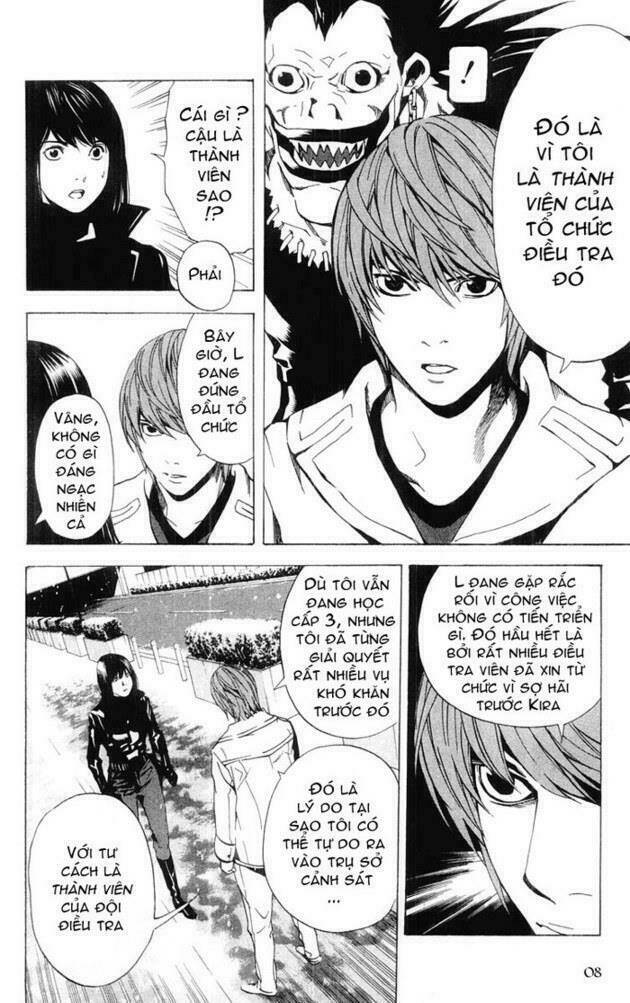 !
ĐÓ LÀ
VÌ TÔI
LÀ THÀNH
VIÊN CỦA
TỔ CHỨC
ĐIỀU TRA
ĐÓ
CÁI GÌ ?
CẬU LÀ
THÀNH
VIÊN
SAO
!?
PHẢI
BÂY
GIỜ, L
ĐANG
ĐỨNG
ĐẦU TỔ
CHỨC
VÂNG,
KHÔNG
CÓ GÌ
ĐÁNG
NGẠC
NHIÊN
CẢ
L ĐANG GẶP RẮC
RỐI VÌ CÔNG VIỆC
KHÔNG CÓ TIẾN TRIỂN
GÌ. ĐÓ HẦU HẾT LÀ
BỞI RẤT NHIỀU ĐIỀU
TRA VIÊN ĐÃ XIN TỪ
CHỨC VÌ SỢ HÃI
TRƯỚC KIRA
DÙ TÔI VẪN
ĐANG HỌC
CẤP 3, NHƯNG
TÔI ĐÃ TỪNG
GIẢI QUYẾT
RẤT NHIỀU VỤ
KHÓ KHĂN
TRƯỚC ĐÓ
ĐÓ LÀ
LÝ DO TẠI
SAO TÔI CÓ
THỂ TỰ DO RA
VÀO TRỤ SỞ
CẢNH SÁT
...
VỚI TƯ
CÁCH LÀ
THÀNH VIÊN
CỦA ĐỘI
ĐIỀU TRA
08